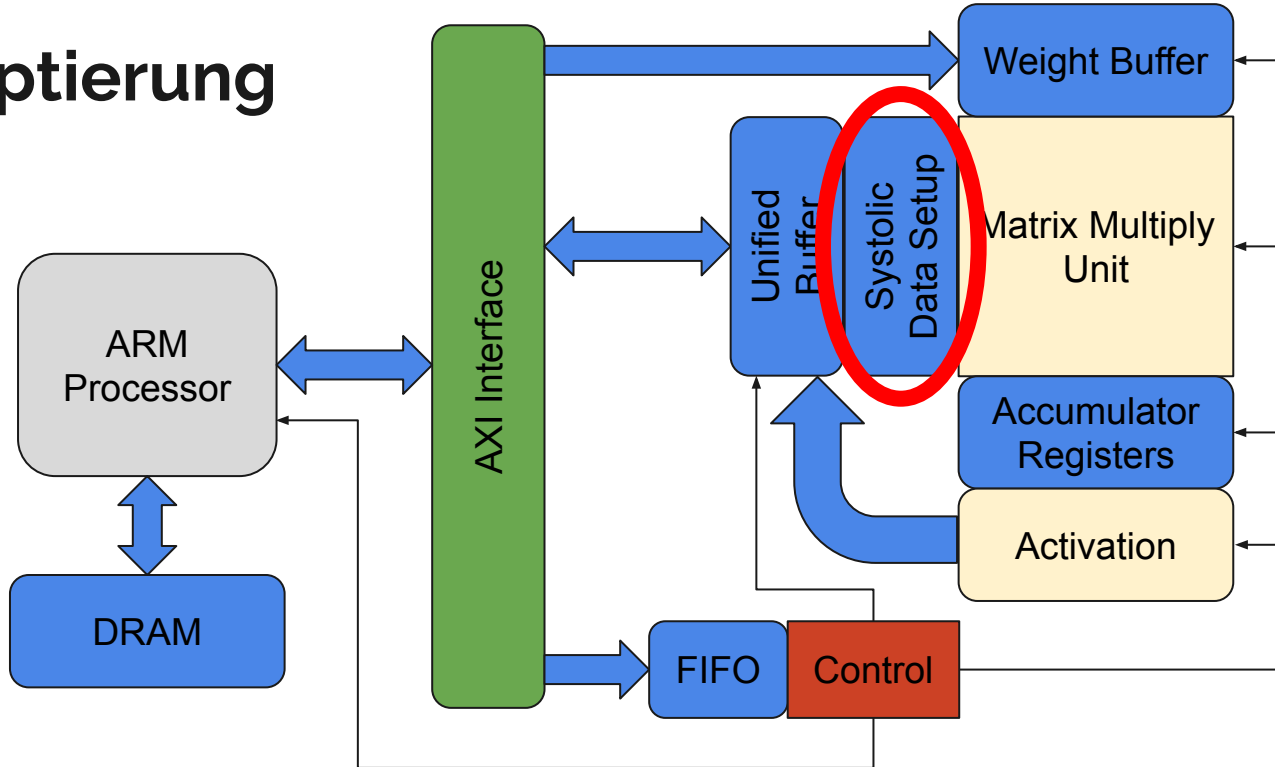 ptierung
Weight Buffer
Unified
Buffer
Systolic
Data Setup
Matrix Multiply
Unit
AXI Interface
ARM
Processor
Accumulator
Registers
Activation
DRAM
FIFO
Control